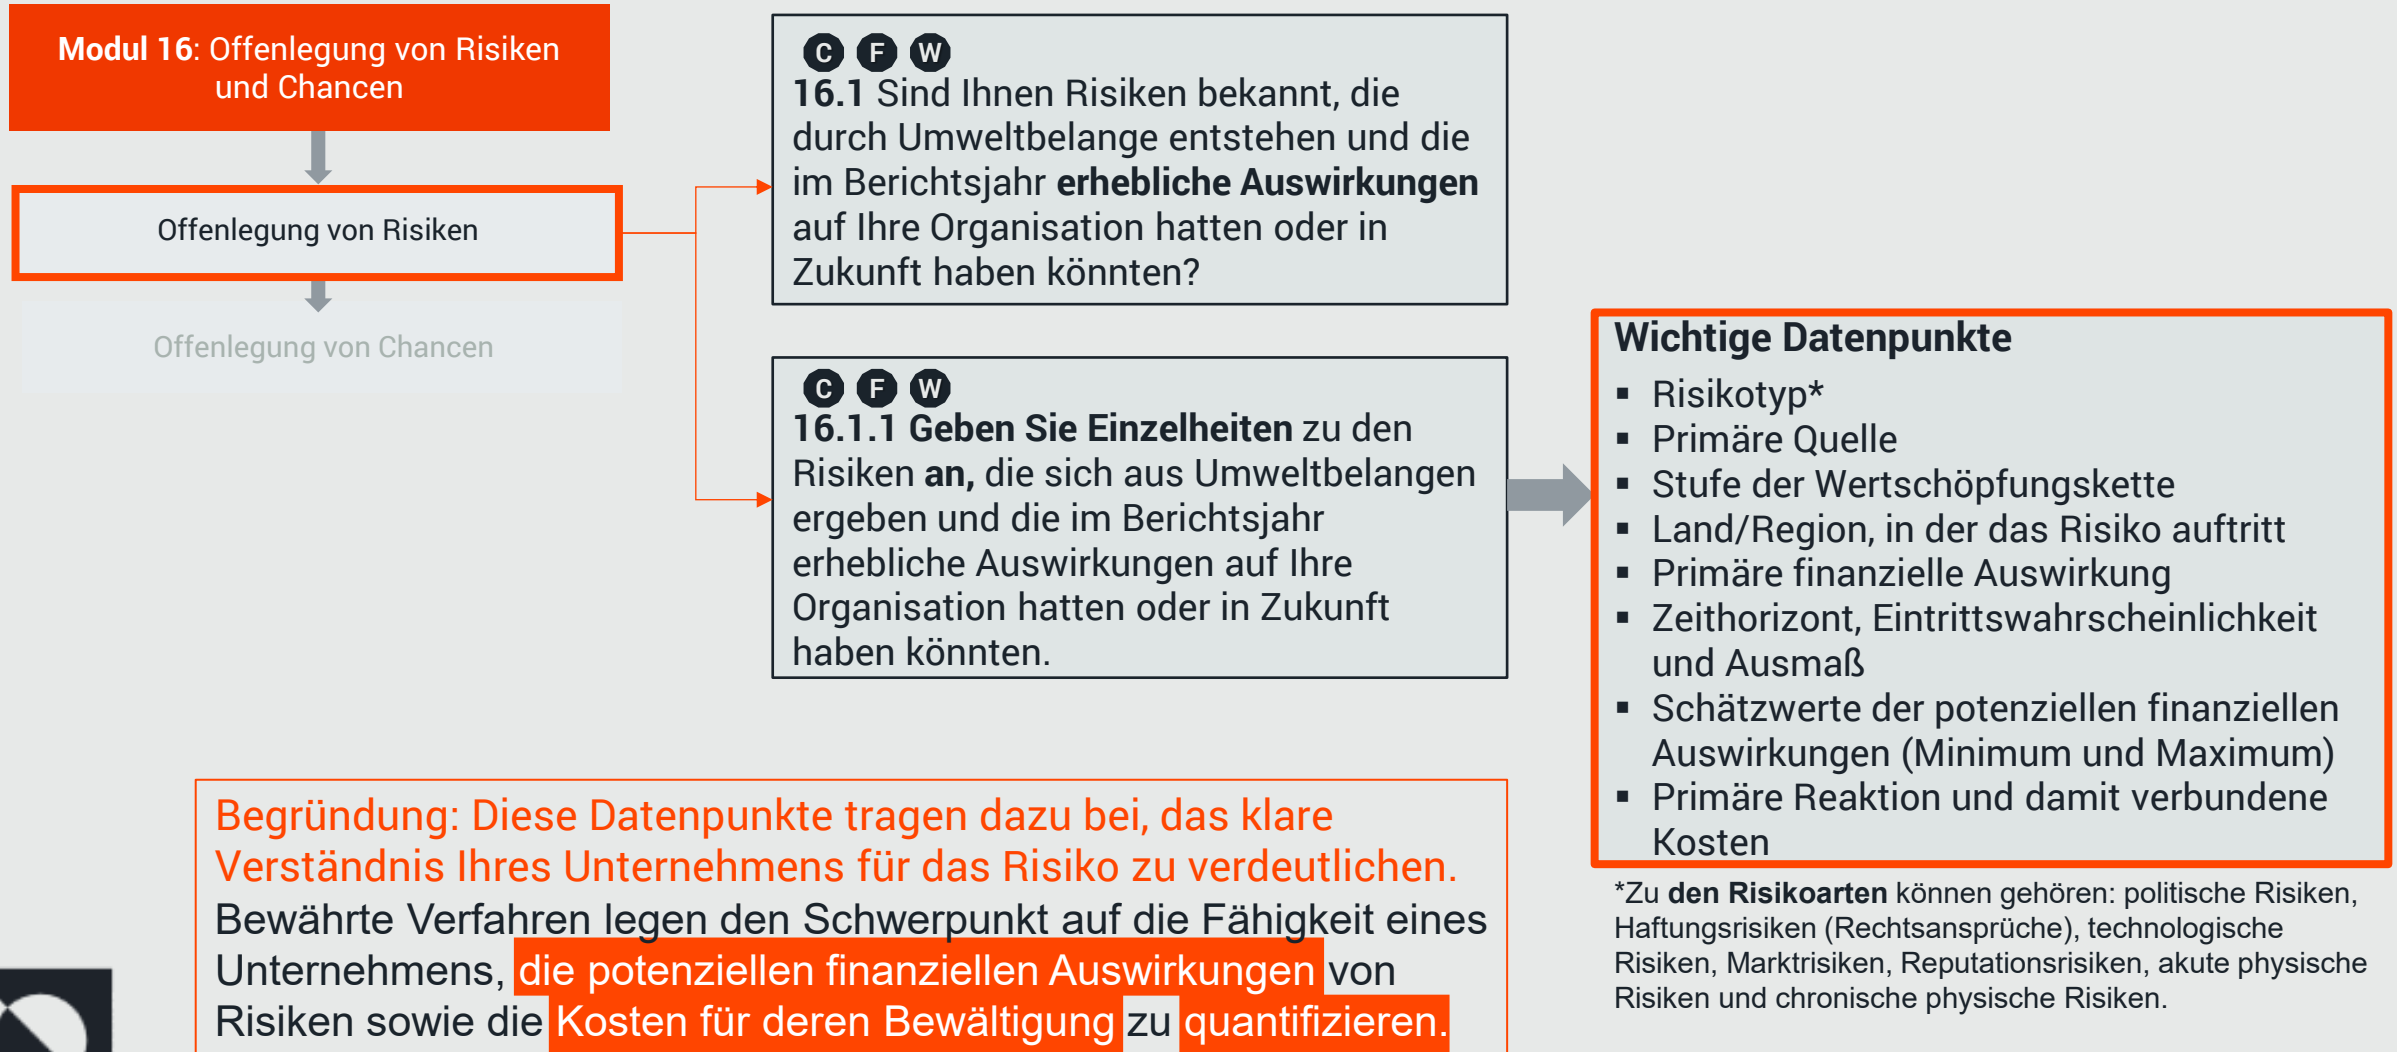 Modul 16: Offenlegung von Risiken
und Chancen
Offenlegung von Risiken
Offenlegung von Chancen
C F W
16.1 Sind Ihnen Risiken bekannt, die
durch Umweltbelange entstehen und die
im Berichtsjahr erhebliche Auswirkungen
auf Ihre Organisation hatten oder in
Zukunft haben könnten?
C F W
16.1.1 Geben Sie Einzelheiten zu den
Risiken an, die sich aus Umweltbelangen
ergeben und die im Berichtsjahr
erhebliche Auswirkungen auf Ihre
Organisation hatten oder in Zukunft
haben könnten.
Wichtige Datenpunkte
▪ Risikotyp*
▪ Primäre Quelle
▪ Stufe der Wertschöpfungskette
▪ Land/Region, in der das Risiko auftritt
▪ Primäre finanzielle Auswirkung
▪ Zeithorizont, Eintrittswahrscheinlichkeit
und Ausmaß
▪ Schätzwerte der potenziellen finanziellen
Auswirkungen (Minimum und Maximum)
▪ Primäre Reaktion und damit verbundene
Kosten
*Zu den Risikoarten können gehören: politische Risiken,
Haftungsrisiken (Rechtsansprüche), technologische
Risiken, Marktrisiken, Reputationsrisiken, akute physische
Risiken und chronische physische Risiken.
Begründung: Diese Datenpunkte tragen dazu bei, das klare
Verständnis Ihres Unternehmens für das Risiko zu verdeutlichen.
Bewährte Verfahren legen den Schwerpunkt auf die Fähigkeit eines
Unternehmens, die potenziellen finanziellen Auswirkungen von
Risiken sowie die Kosten für deren Bewältigung zu quantifizieren.